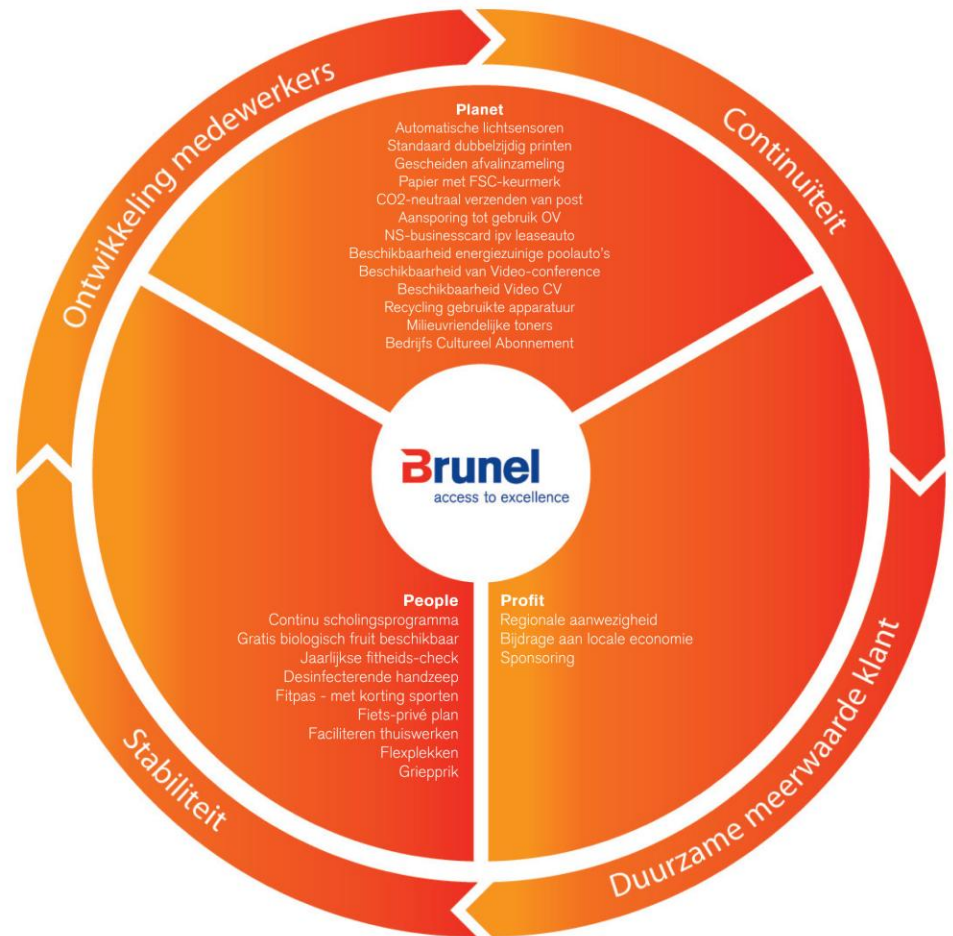 Ontwikkeling medewerkers
Continuïteit
Planet
Automatische lichtsensoren
Standaard dubbelzijdig printen
Gescheiden afvalinzameling
Papier met FSC-keurmerk
CO2-neutraal verzenden van post
Aansporing tot gebruik OV
NS-businesscard ipv leaseauto
Beschikbaarheid energiezuinige poolauto's
Beschikbaarheid van Video-conference
Beschikbaarheid Video CV
Recycling gebruikte apparatuur
Milieuvriendelijke toners
Bedrijfs Cultureel Abonnement
Brunel
access to excellence
People
Continu scholingsprogramma
Gratis biologisch fruit beschikbaar
Jaarlijkse fitheids-check
Desinfecterende handzeep
Fitpas - met korting sporten
Fiets-privé plan
Faciliteren thuiswerken
Flexplekken
Griepprik
Profit
Regionale aanwezigheid
Bijdrage aan locale economie
Sponsoring
Stabiliteit
Duurzame meerwaarde klant